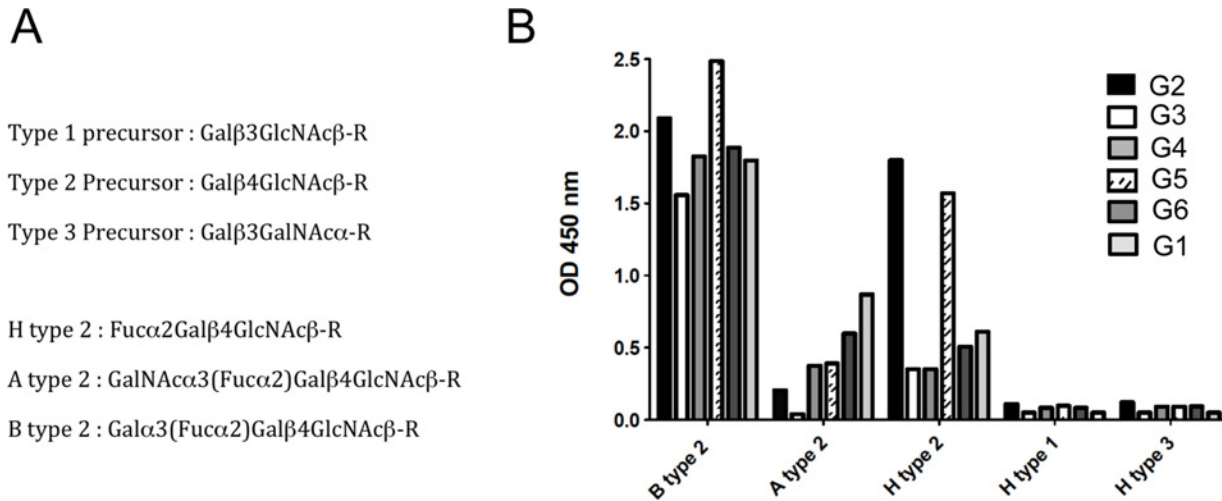 A
Type 1 precursor : Galβ3GlcNAcβ-R
Type 2 Precursor : Galβ4GlcNAcβ-R
Type 3 Precursor : Galβ3GalNAcα-R
H type 2 : Fucα2Galβ4GlcNAcβ-R
A type 2 : GalNAcα3(Fucα2)Galβ4GlcNAcβ-R
B type 2 : Galα3(Fucα2)Galβ4GlcNAcβ-R
B
OD 450 nm
2.5
2.0
1.5
1.0
0.5
0.0
B type 2
A type 2
H type 2
H type 1
H type 3
G2
G3
G4
G5
G6
G1